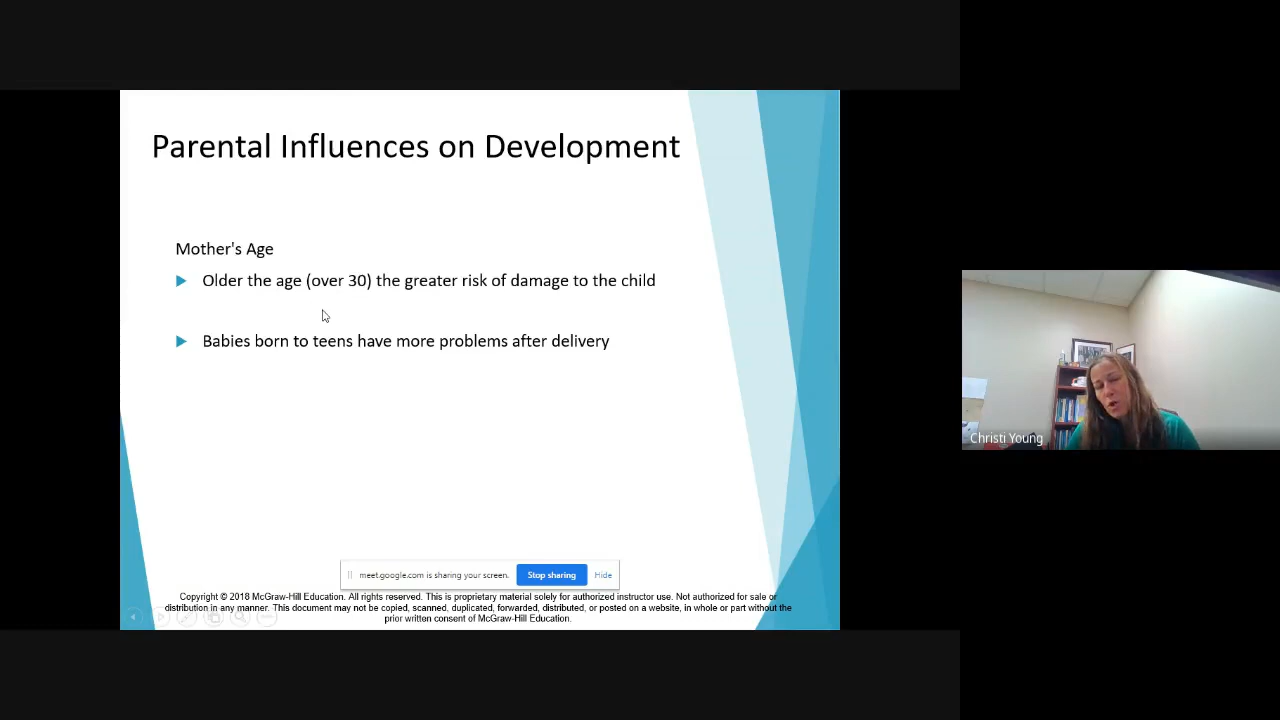 Parental Influences on Development
Mother's Age
Older the age (over 30) the greater risk of damage to the child
Babies born to teens have more problems after delivery
meet.google.com is sharing your screen. Stop sharing Hide
Copyright © 2018 McGraw-Hill Education. All rights reserved. This is proprietary material solely for authorized instructor use. Not authorized for sale or
distribution in any manner. This document may not be copied, scanned, duplicated, forwarded, distributed, or posted on a website, in whole or part without the
prior written consent of McGraw-Hill Education.
Christi Young